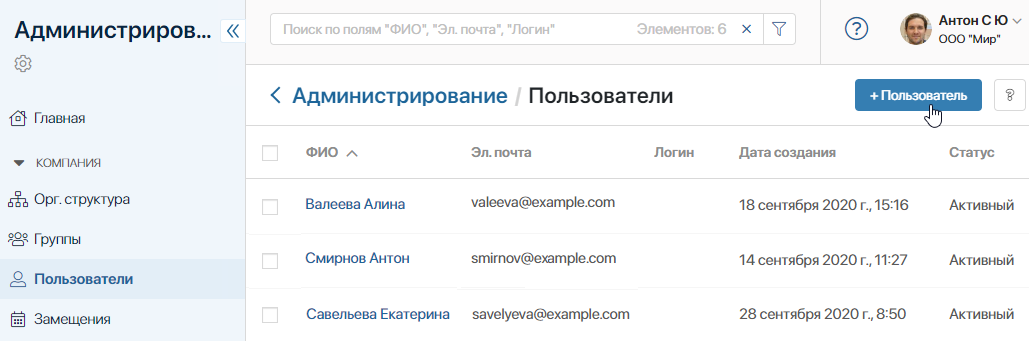 Администриров...
Поиск по полям "ФИО", "Эл. почта", "Логин" Элементов: 6
Антон С Ю
ООО "Мир"
Главная
КОМПАНИЯ
Орг. структура
Группы
Пользователи
Замещения
Администрирование / Пользователи
+ Пользователь
?
ФИО Эл. почта Логин Дата создания Статус
Валеева Алина valeeva@example.com 18 сентября 2020 г., 15:16 Активный
Смирнов Антон smirnov@example.com 14 сентября 2020 г., 11:27 Активный
Савельева Екатерина savelyeva@example.com 28 сентября 2020 г., 8:50 Активный